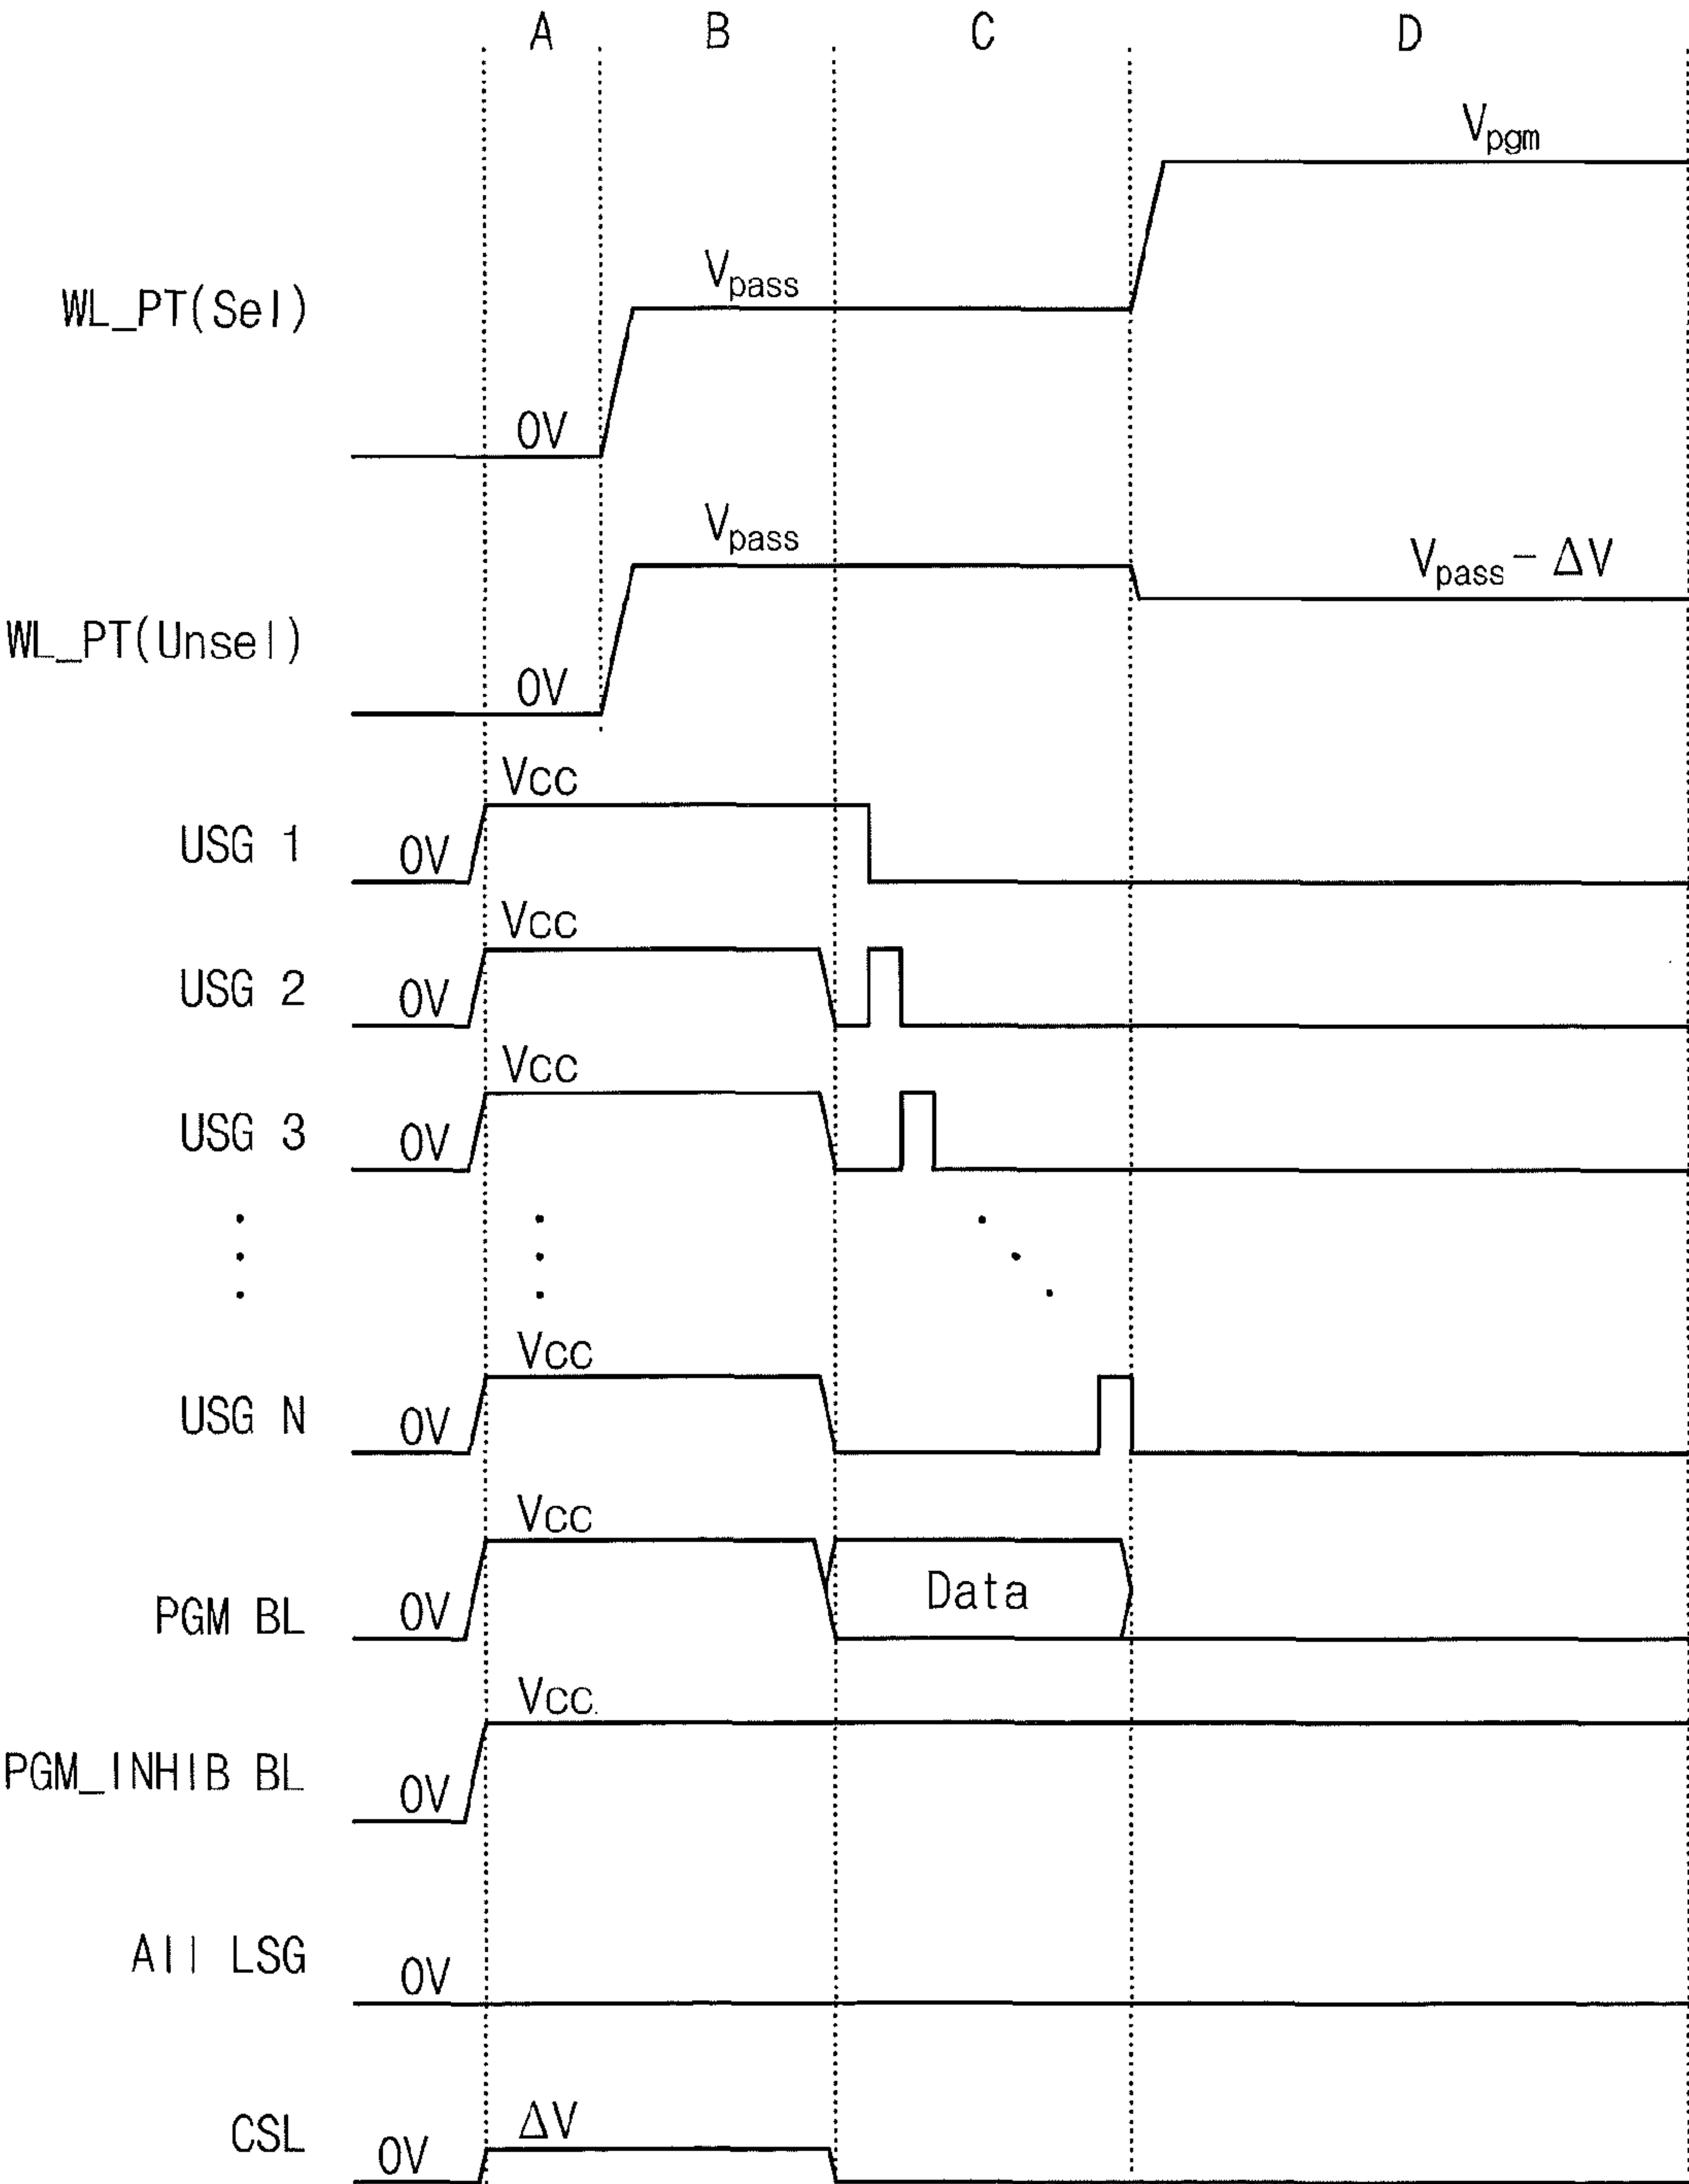 A B C D
Vpgm
Vpass
WL_PT(Sel)
0V
Vpass
Vpass - ΔV
WL_PT(Unsel)
0V
Vcc
USG 1 0V
Vcc
USG 2 0V
Vcc
USG 3 0V
Vcc
USG N 0V
Vcc
Data
PGM BL 0V
Vcc
PGM_INHIB BL 0V
All LSG 0V
ΔV
CSL 0V